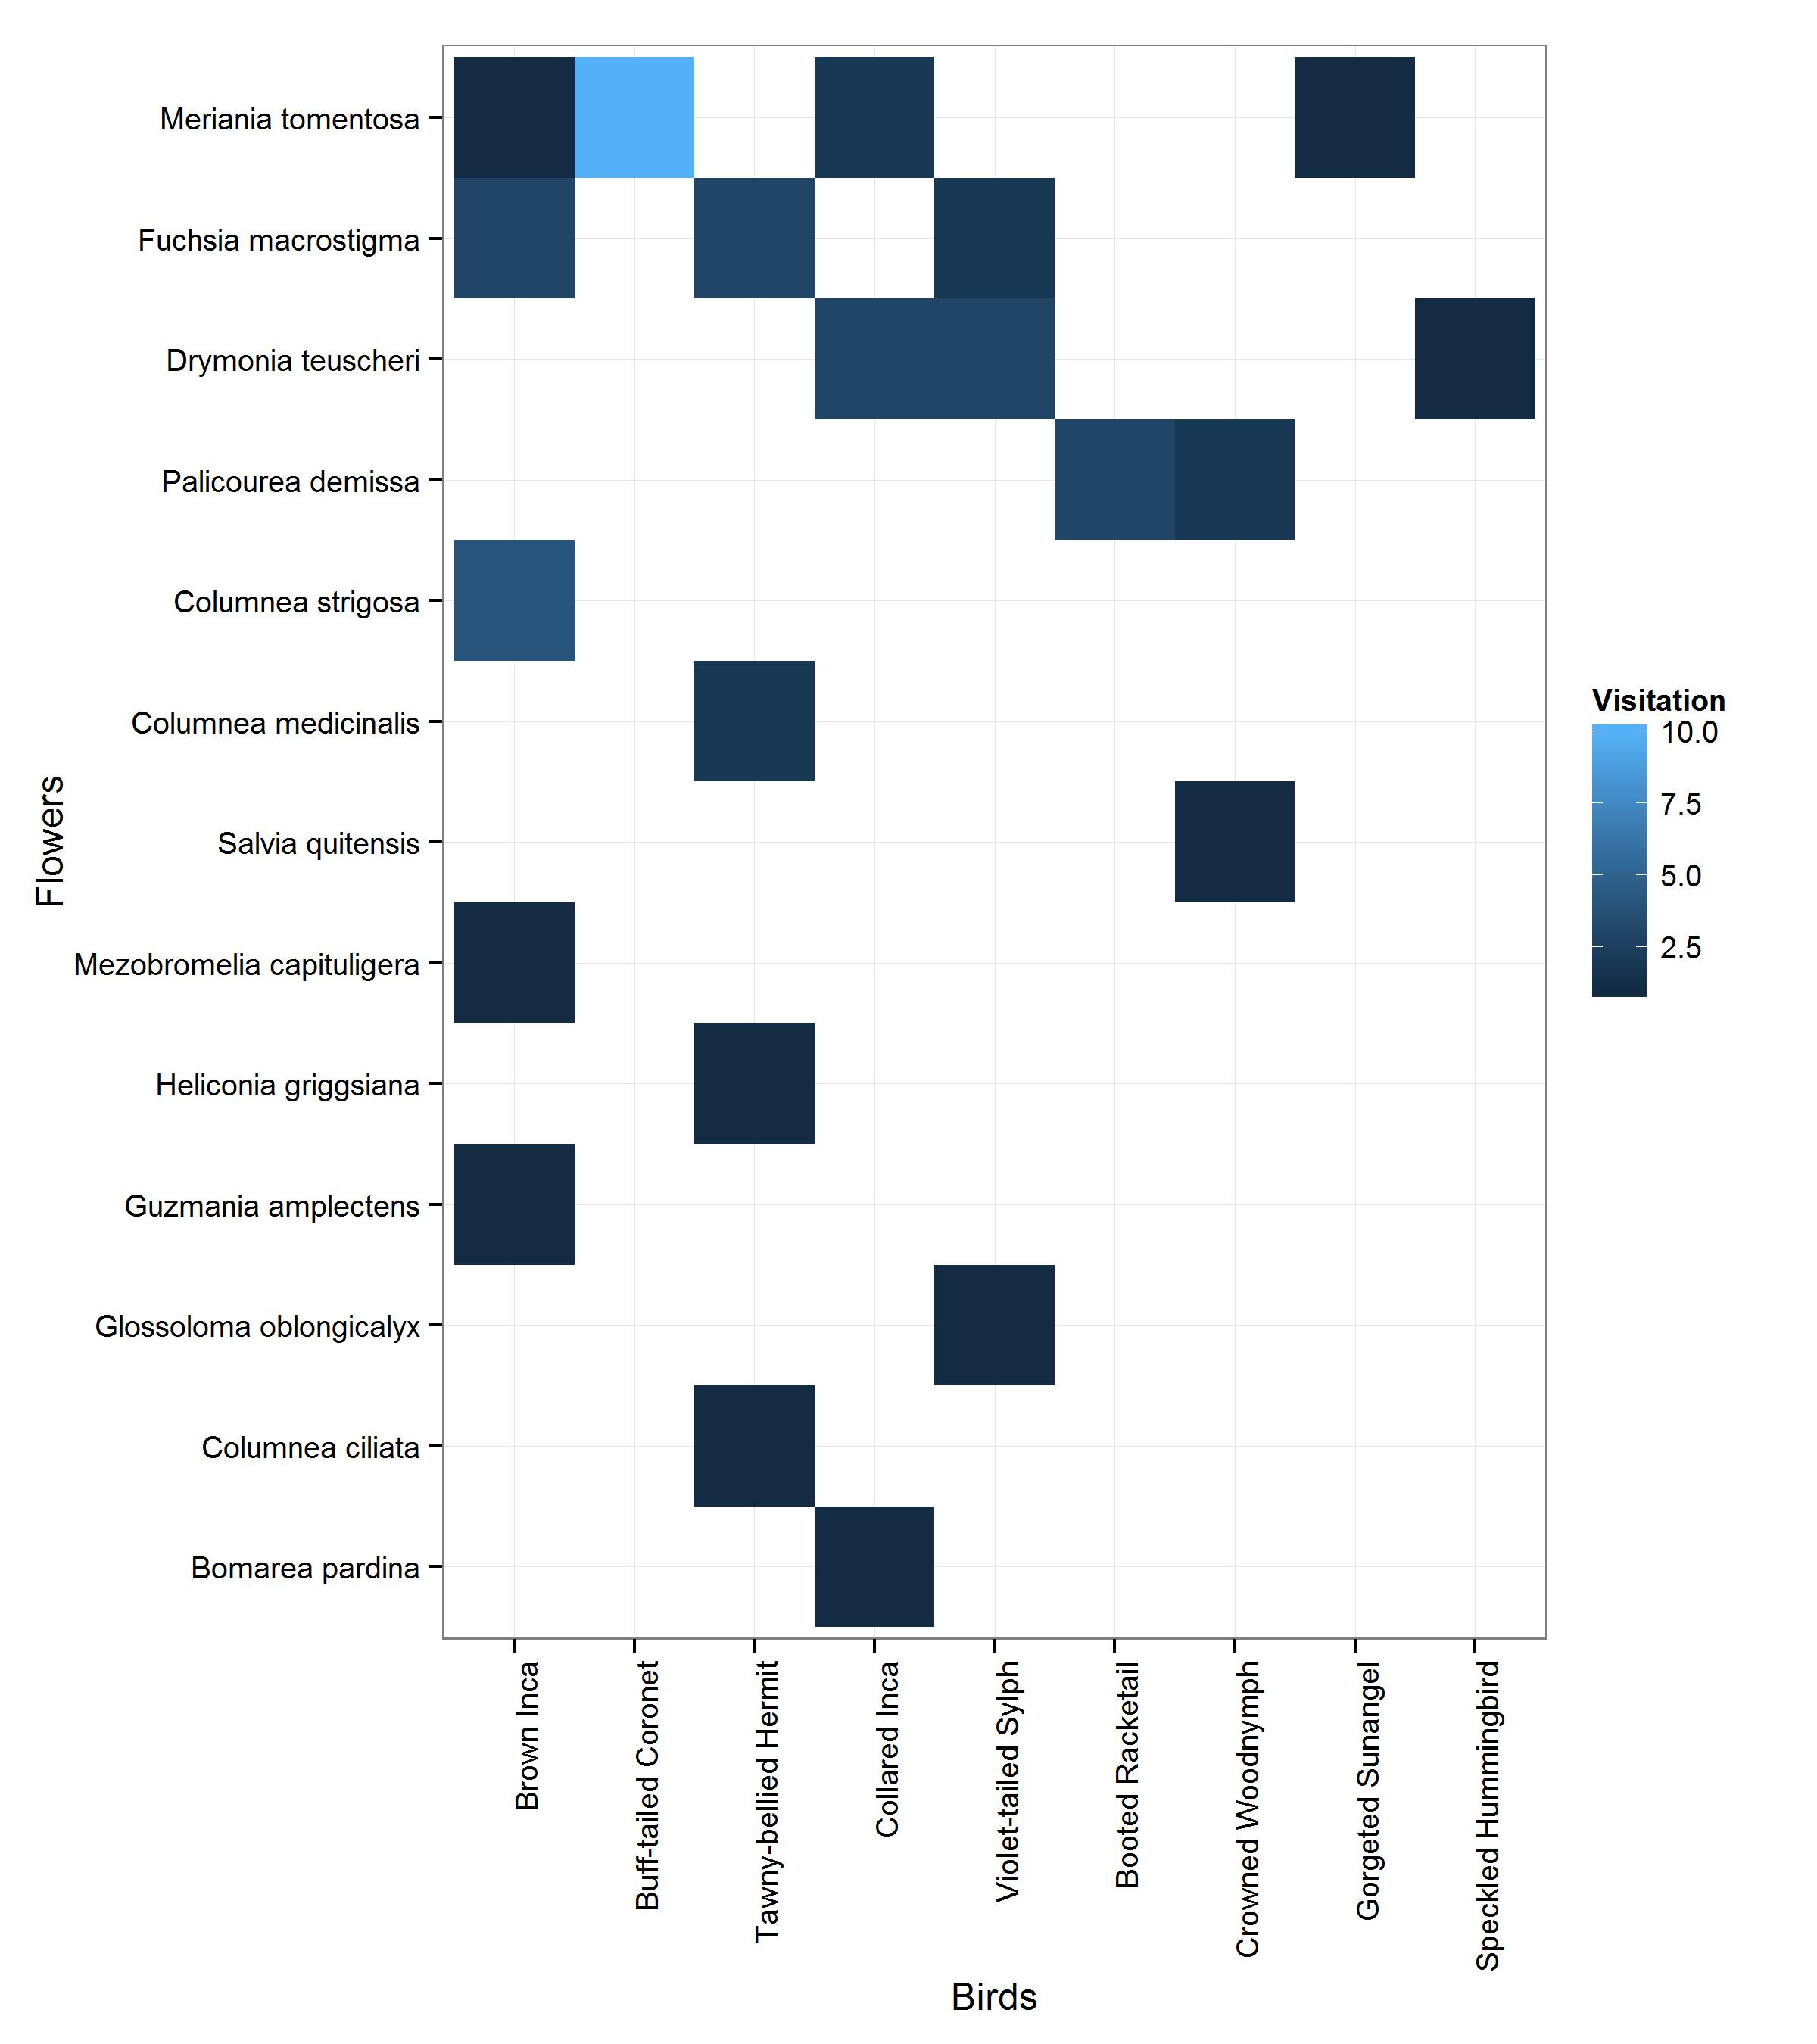 Meriania tomentosa
Fuchsia macrostigma
Drymonia teuscheri
Palicourea demissa
Columnea strigosa
Columnea medicinalis
Salvia quitensis
Mezobromelia capituligera
Heliconia griggsiana
Guzmania amplectens
Glossoloma oblongicalyx
Columnea ciliata
Bomarea pardina
Flowers
Brown Inca
Buff-tailed Coronet
Tawny-bellied Hermit
Collared Inca
Violet-tailed Sylph
Booted Racketail
Crowned Woodnymph
Gorgeted Sunangel
Speckled Hummingbird
Birds
Visitation
10.0
7.5
5.0
2.5